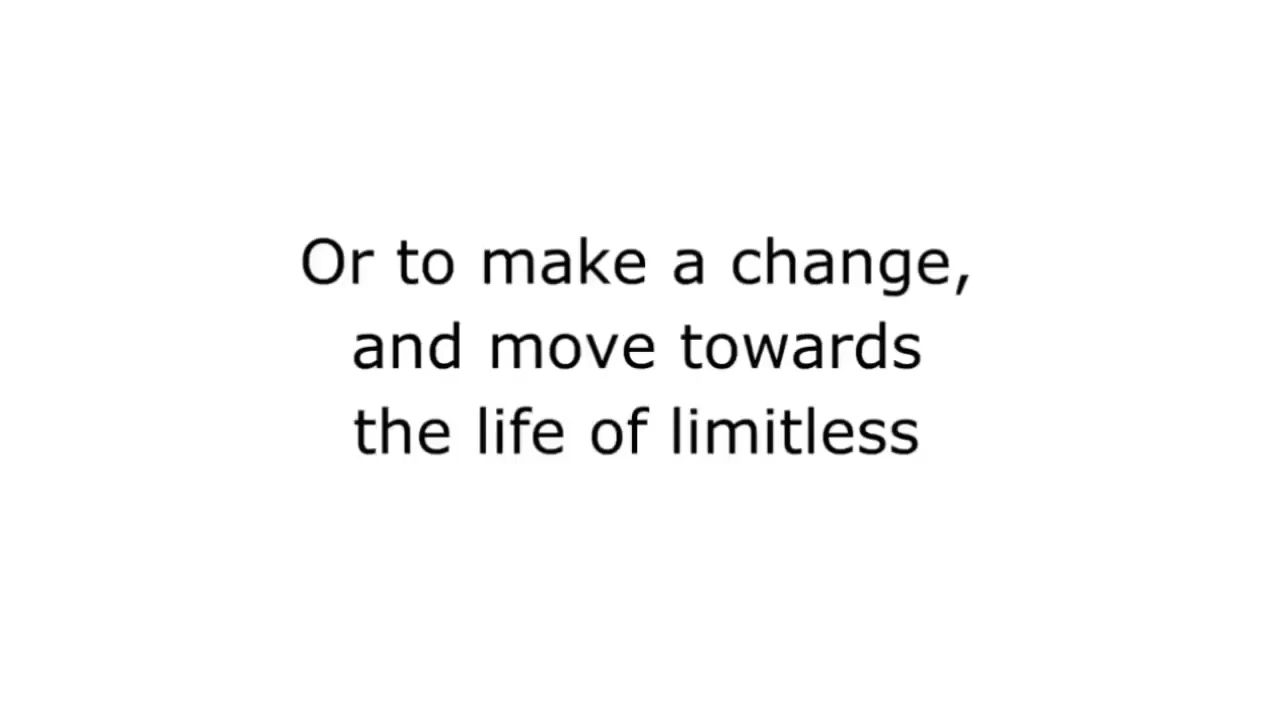 Or to make a change,
and move towards
the life of limitless